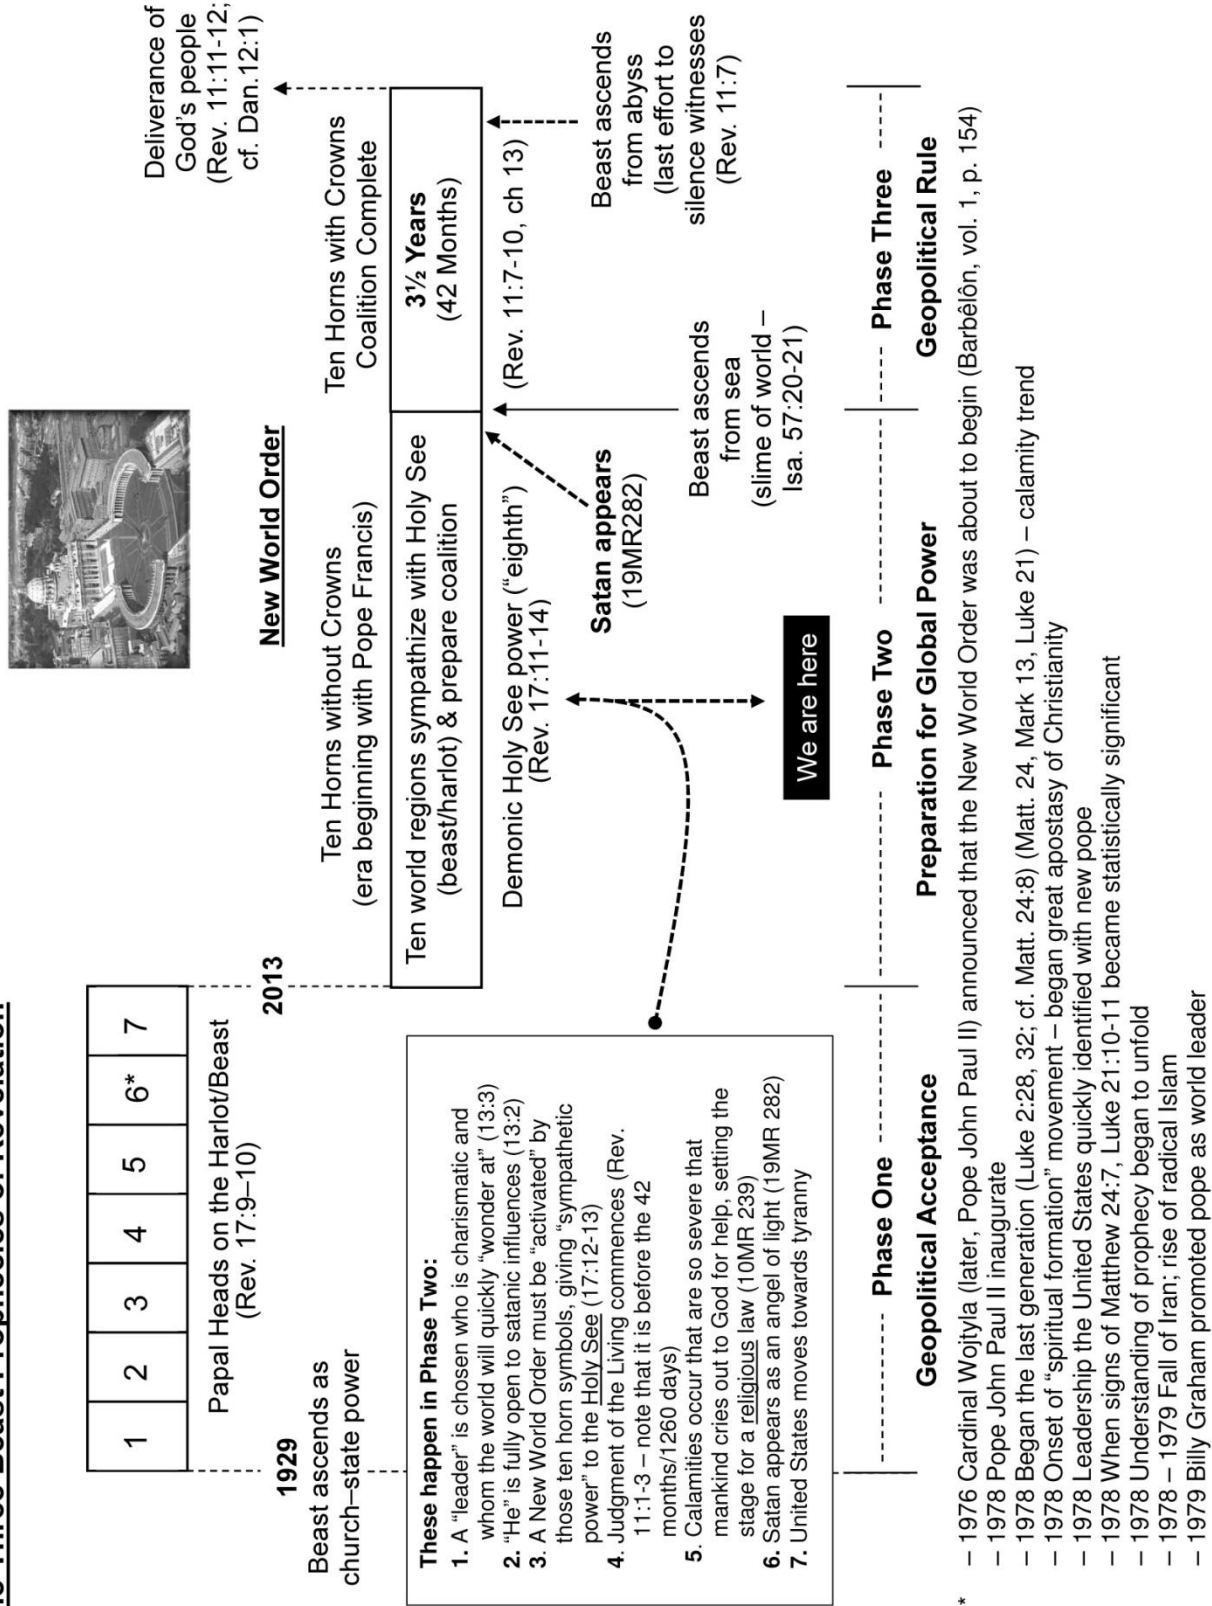 Three Beast Prophecies of Revelation
1 2 3 4 5 6* 7
Papal Heads on the Harlot/Beast
(Rev. 17:9–10)
1929
Beast ascends as
church–state power
2013
New World Order
Ten Horns without Crowns
(era beginning with Pope Francis)
Ten Horns with Crowns
Coalition Complete
Deliverance of
God's people
(Rev. 11:11-12;
cf. Dan.12:1)
Ten world regions sympathize with Holy See
(beast/harlot) & prepare coalition
3½ Years
(42 Months)
Demonic Holy See power (“eighth”)
(Rev. 17:11-14)
(Rev. 11:7-10, ch 13)
Satan appears
(19MR282)
Beast ascends
from sea
(slime of world –
Isa. 57:20-21)
Beast ascends
from abyss
(last effort to
silence witnesses
(Rev. 11:7)
We are here
These happen in Phase Two:
1. A “leader” is chosen who is charismatic and
whom the world will quickly “wonder at” (13:3)
2. “He” is fully open to satanic influences (13:2)
3. A New World Order must be “activated” by
those ten horn symbols, giving “sympathetic
power” to the Holy See (17:12-13)
4. Judgment of the Living commences (Rev.
11:1-3 – note that it is before the 42
months/1260 days)
5. Calamities occur that are so severe that
mankind cries out to God for help, setting the
stage for a religious law (10MR 239)
6. Satan appears as an angel of light (19MR 282)
7. United States moves towards tyranny
Phase One
Phase Two
Phase Three
Geopolitical Acceptance
Preparation for Global Power
Geopolitical Rule
* – 1976 Cardinal Wojtyla (later, Pope John Paul II) announced that the New World Order was about to begin (Barbêlôn, vol. 1, p. 154)
– 1978 Pope John Paul II inaugurate
– 1978 Began the last generation (Luke 2:28, 32; cf. Matt. 24:8) (Matt. 24, Mark 13, Luke 21) – calamity trend
– 1978 Onset of “spiritual formation” movement – began great apostasy of Christianity
– 1978 Leadership the United States quickly identified with new pope
– 1978 When signs of Matthew 24:7, Luke 21:10-11 became statistically significant
– 1978 Understanding of prophecy began to unfold
– 1978 – 1979 Fall of Iran; rise of radical Islam
– 1979 Billy Graham promoted pope as world leader